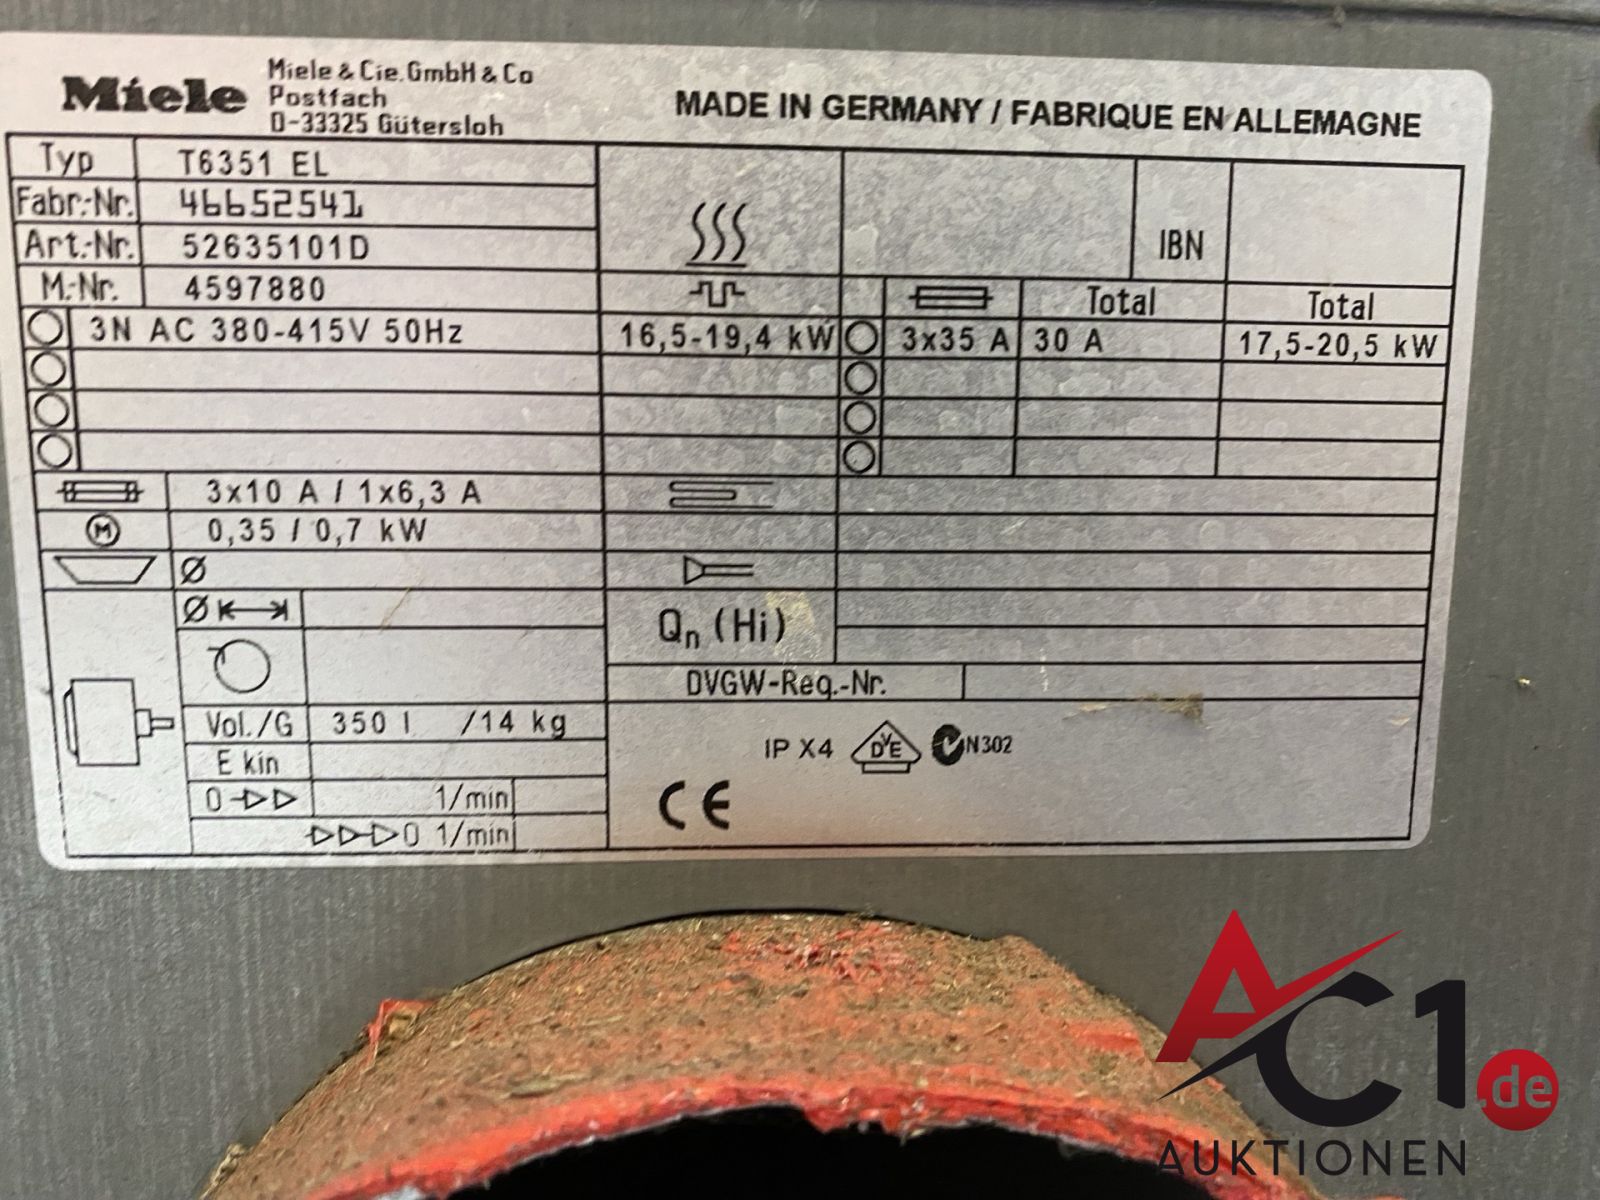 Miele
Miele & Cie. GmbH & Co
Postfach
D-33325 Gütersloh
MADE IN GERMANY / FABRIQUE EN ALLEMAGNE
Typ T6351 EL
Fabr.-Nr. 46652541
Art.-Nr. 52635101D
M.-Nr. 4597880
IBN
Total Total
3N AC 380-415V 50Hz 16,5-19,4 kW 3x35 A 30 A 17,5-20,5 kW
3x10 A / 1x6,3 A
M 0,35 / 0,7 kW
Ø
Ø
Qn (Hi)
DVGW-Reg.-Nr.
Vol./G 350 l /14 kg
E kin
0 1/min
0 1/min
IP X4 DVE N302
CE
AC1.de
AUKTIONEN